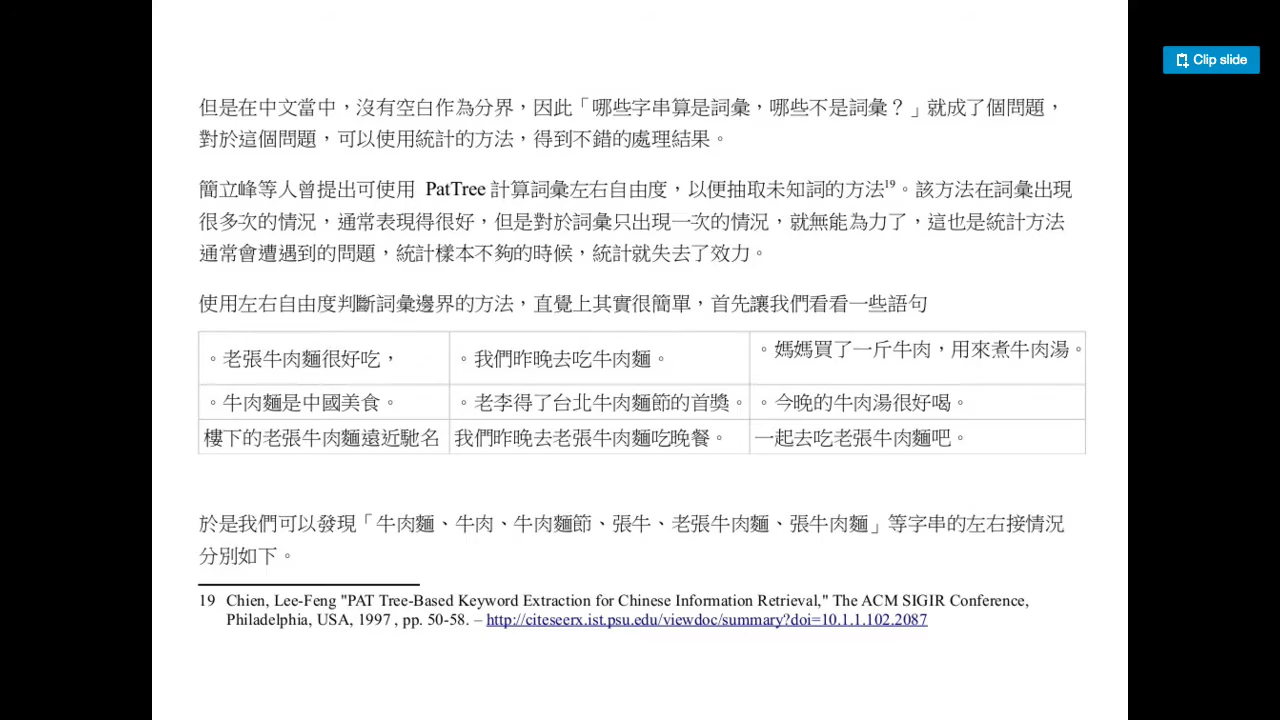 Clip slide
但是在中文當中，沒有空白作為分界，因此「哪些字串算是詞彙，哪些不是詞彙？」就成了個問題，
對於這個問題，可以使用統計的方法，得到不錯的處理結果。
簡立峰等人曾提出可使用 PatTree 計算詞彙左右自由度，以便抽取未知詞的方法19。該方法在詞彙出現
很多次的情況，通常表現得很好，但是對於詞彙只出現一次的情況，就無能為力了，這也是統計方法
通常會遭遇到的問題，統計樣本不夠的時候，統計就失去了效力。
使用左右自由度判斷詞彙邊界的方法，直覺上其實很簡單，首先讓我們看看一些語句
。老張牛肉麵很好吃， 。我們昨晚去吃牛肉麵。 。媽媽買了一斤牛肉，用來煮牛肉湯。
。牛肉麵是中國美食。 。老李得了台北牛肉麵節的首獎。 。今晚的牛肉湯很好喝。
樓下的老張牛肉麵遠近馳名 我們昨晚去老張牛肉麵吃晚餐。 一起去吃老張牛肉麵吧。
於是我們可以發現「牛肉麵、牛肉、牛肉麵節、張牛、老張牛肉麵、張牛肉麵」等字串的左右接情況
分別如下。
19 Chien, Lee-Feng "PAT Tree-Based Keyword Extraction for Chinese Information Retrieval," The ACM SIGIR Conference,
Philadelphia, USA, 1997 , pp. 50-58. – http://citeseerx.ist.psu.edu/viewdoc/summary?doi=10.1.1.102.2087